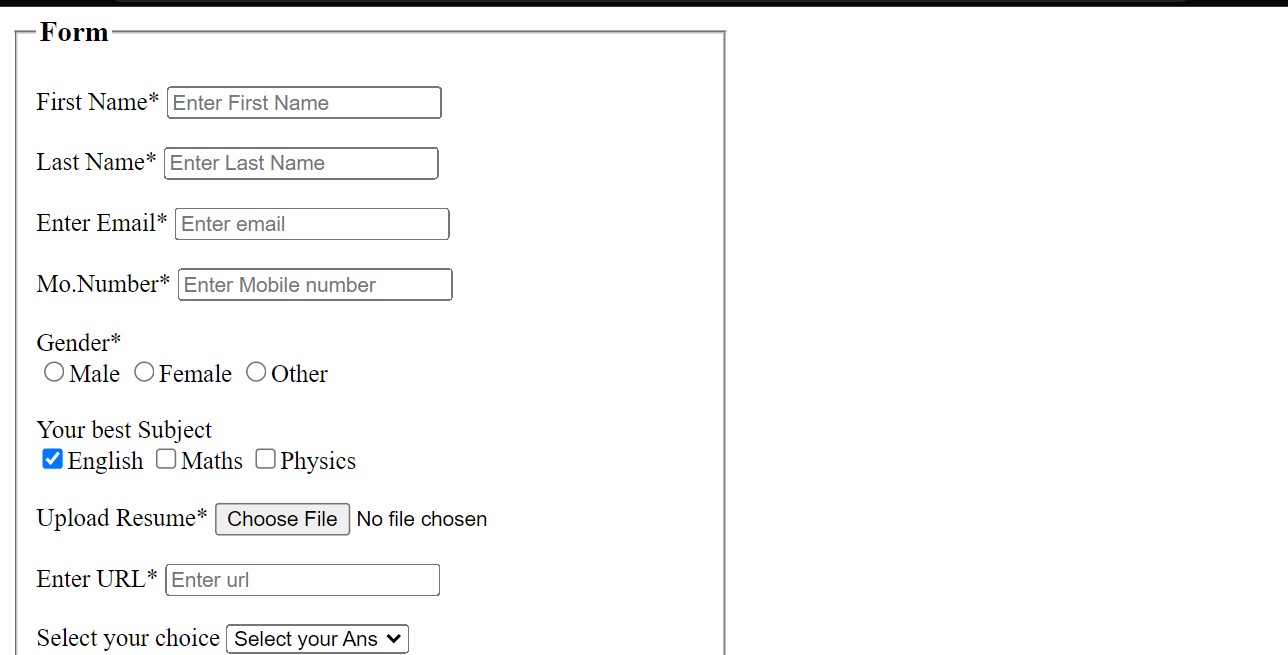 Form
First Name* Enter First Name
Last Name* Enter Last Name
Enter Email* Enter email
Mo.Number* Enter Mobile number
Gender*
Male Female Other
Your best Subject
English Maths Physics
Upload Resume* Choose File No file chosen
Enter URL* Enter url
Select your choice Select your Ans